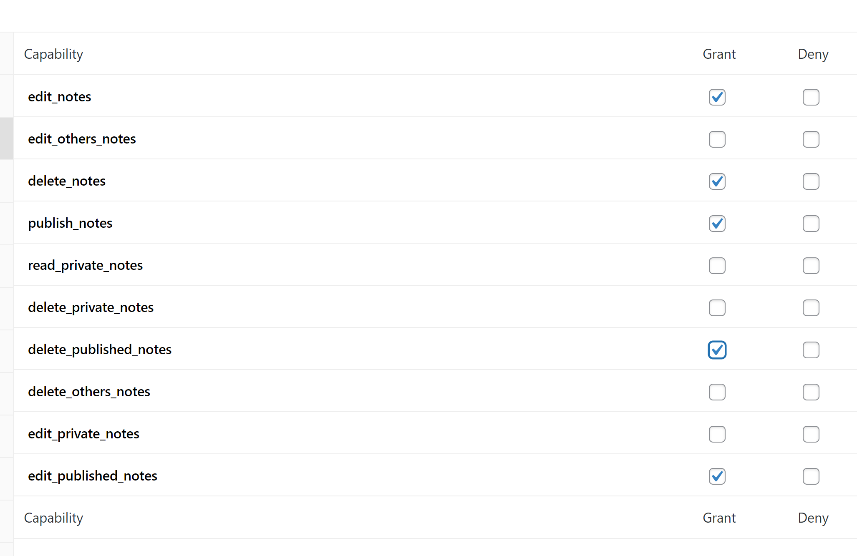 Capability Grant Deny
edit_notes
edit_others_notes
delete_notes
publish_notes
read_private_notes
delete_private_notes
delete_published_notes
delete_others_notes
edit_private_notes
edit_published_notes
Capability Grant Deny